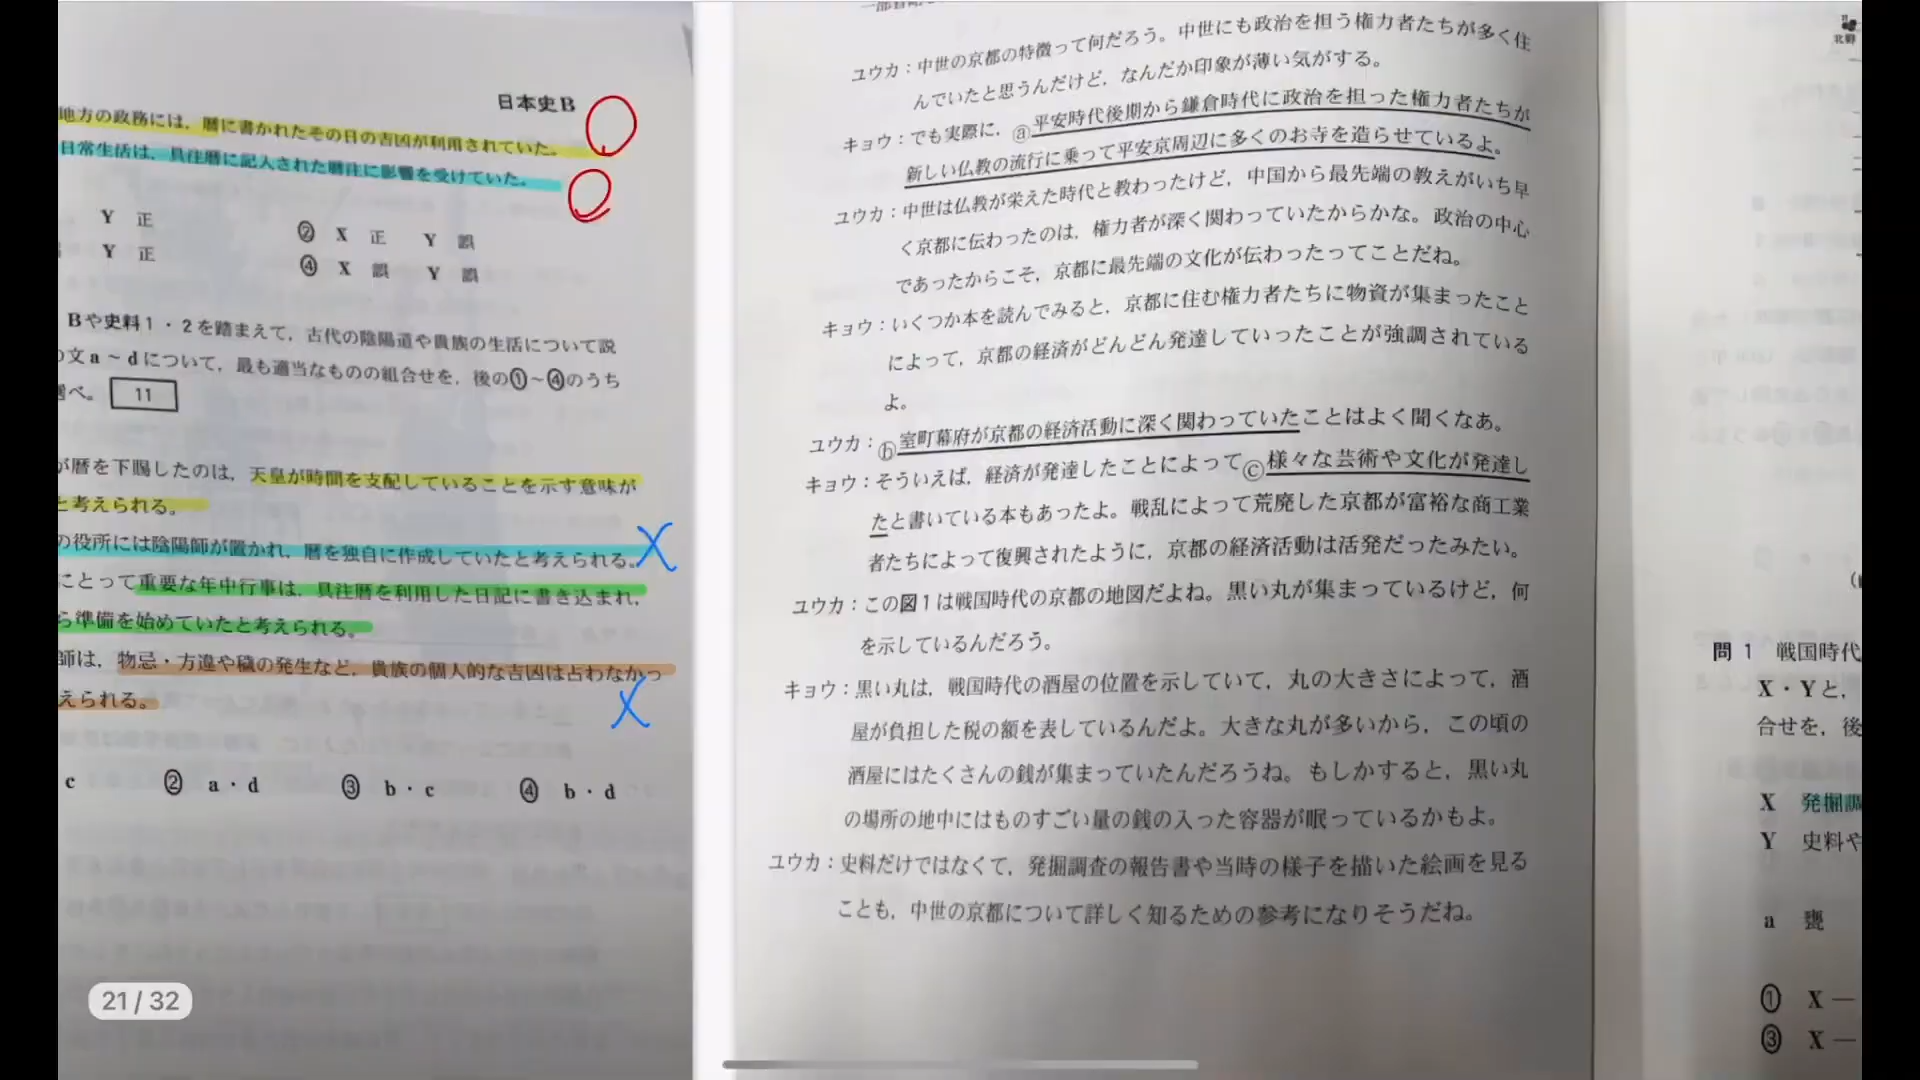 日本史B
地方の政務には，暦に書かれたその日の吉凶が利用されていた。
日常生活は，具注暦に記入された暦注に影響を受けていた。
Y 正
② X 正 Y 誤
Y 正
④ X 誤 Y 誤
Bや史料1・2を踏まえて，古代の陰陽道や貴族の生活について説
文a～dについて，最も適当なものの組合せを，後の①～④のうち
べ。 11
が暦を下賜したのは，天皇が時間を支配していることを示す意味が
と考えられる。
の役所には陰陽師が置かれ，暦を独自に作成していたと考えられる。
X
にとって重要な年中行事は，具注暦を利用した日記に書き込まれ，
ら準備を始めていたと考えられる。
師は，物忌・方違や穢の発生など，貴族の個人的な吉凶は占わなかっ
えられる。
X
c ② a・d ③ b・c ④ b・d
21 / 32
ユウカ：中世の京都の特徴って何だろう。中世にも政治を担う権力者たちが多く住
んでいたと思うんだけど，なんだか印象が薄い気がする。
キョウ：でも実際に，ⓐ平安時代後期から鎌倉時代に政治を担った権力者たちが
新しい仏教の流行に乗って平安京周辺に多くのお寺を造らせているよ。
ユウカ：中世は仏教が栄えた時代と教わったけど，中国から最先端の教えがいち早
く京都に伝わったのは，権力者が深く関わっていたからかな。政治の中心
であったからこそ，京都に最先端の文化が伝わったってことだね。
キョウ：いくつか本を読んでみると，京都に住む権力者たちに物資が集まったこと
によって，京都の経済がどんどん発達していったことが強調されている
よ。
ユウカ：ⓑ室町幕府が京都の経済活動に深く関わっていたことはよく聞くなあ。
キョウ：そういえば，経済が発達したことによってⓒ様々な芸術や文化が発達し
たと書いている本もあったよ。戦乱によって荒廃した京都が富裕な商工業
者たちによって復興されたように，京都の経済活動は活発だったみたい。
ユウカ：この図1は戦国時代の京都の地図だよね。黒い丸が集まっているけど，何
を示しているんだろう。
キョウ：黒い丸は，戦国時代の酒屋の位置を示していて，丸の大きさによって，酒
屋が負担した税の額を表しているんだよ。大きな丸が多いから，この頃の
酒屋にはたくさんの銭が集まっていたんだろうね。もしかすると，黒い丸
の場所の地中にはものすごい量の銭の入った容器が眠っているかもよ。
ユウカ：史料だけではなくて，発掘調査の報告書や当時の様子を描いた絵画を見る
ことも，中世の京都について詳しく知るための参考になりそうだね。
北野
問 1 戦国時代
X・Yと，
合せを，後
X 発掘調
Y 史料や
a 甕
① X —
③ X —